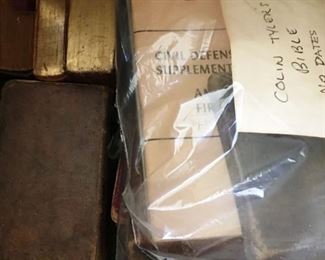 CIVIL DEFENSE
SUPPLEMENT
AN
FIR
COLIN TYLER'S
BIBLE
NO DATES